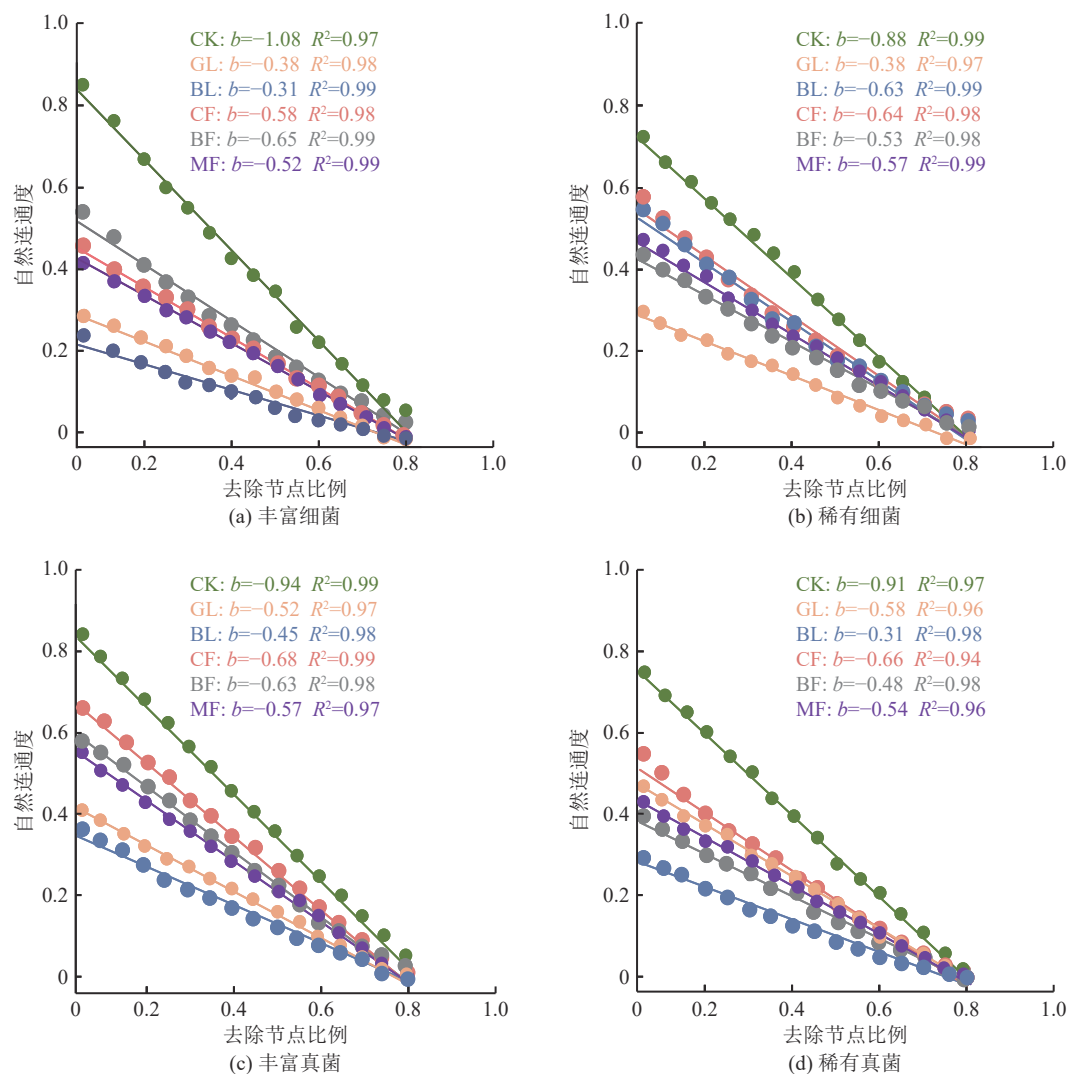 1.0
0.8
0.6
0.4
0.2
0
自然连通度
CK: b=−1.08 R²=0.97
GL: b=−0.38 R²=0.98
BL: b=−0.31 R²=0.99
CF: b=−0.58 R²=0.98
BF: b=−0.65 R²=0.99
MF: b=−0.52 R²=0.99
0 0.2 0.4 0.6 0.8 1.0
去除节点比例
(a) 丰富细菌
1.0
0.8
0.6
0.4
0.2
0
自然连通度
CK: b=−0.88 R²=0.99
GL: b=−0.38 R²=0.97
BL: b=−0.63 R²=0.99
CF: b=−0.64 R²=0.98
BF: b=−0.53 R²=0.98
MF: b=−0.57 R²=0.99
0 0.2 0.4 0.6 0.8 1.0
去除节点比例
(b) 稀有细菌
1.0
0.8
0.6
0.4
0.2
0
自然连通度
CK: b=−0.94 R²=0.99
GL: b=−0.52 R²=0.97
BL: b=−0.45 R²=0.98
CF: b=−0.68 R²=0.99
BF: b=−0.63 R²=0.98
MF: b=−0.57 R²=0.97
0 0.2 0.4 0.6 0.8 1.0
去除节点比例
(c) 丰富真菌
1.0
0.8
0.6
0.4
0.2
0
自然连通度
CK: b=−0.91 R²=0.97
GL: b=−0.58 R²=0.96
BL: b=−0.31 R²=0.98
CF: b=−0.66 R²=0.94
BF: b=−0.48 R²=0.98
MF: b=−0.54 R²=0.96
0 0.2 0.4 0.6 0.8 1.0
去除节点比例
(d) 稀有真菌